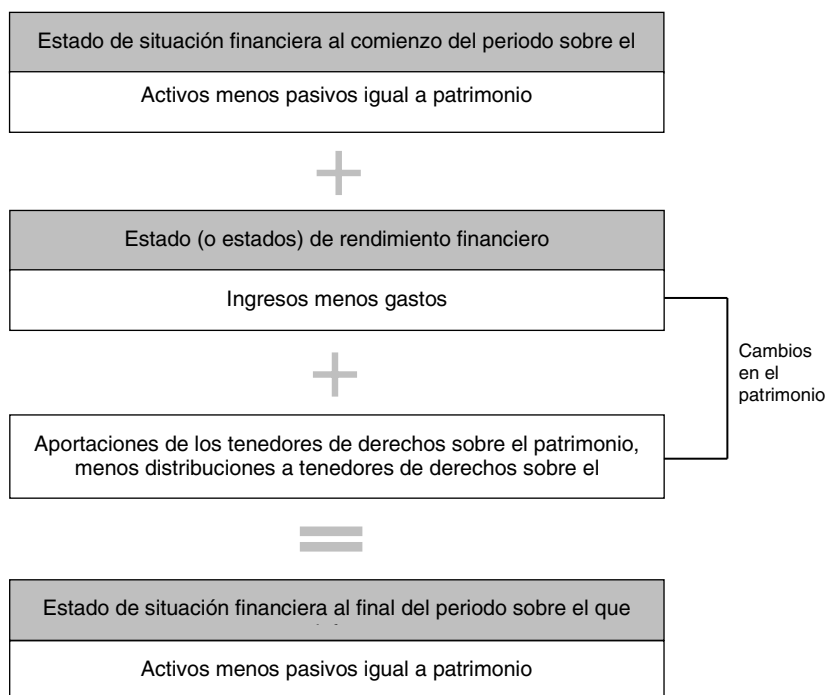 Estado de situación financiera al comienzo del periodo sobre el
Activos menos pasivos igual a patrimonio
+
Estado (o estados) de rendimiento financiero
Ingresos menos gastos
+
Cambios
en el
patrimonio
Aportaciones de los tenedores de derechos sobre el patrimonio,
menos distribuciones a tenedores de derechos sobre el
=
Estado de situación financiera al final del periodo sobre el que
Activos menos pasivos igual a patrimonio